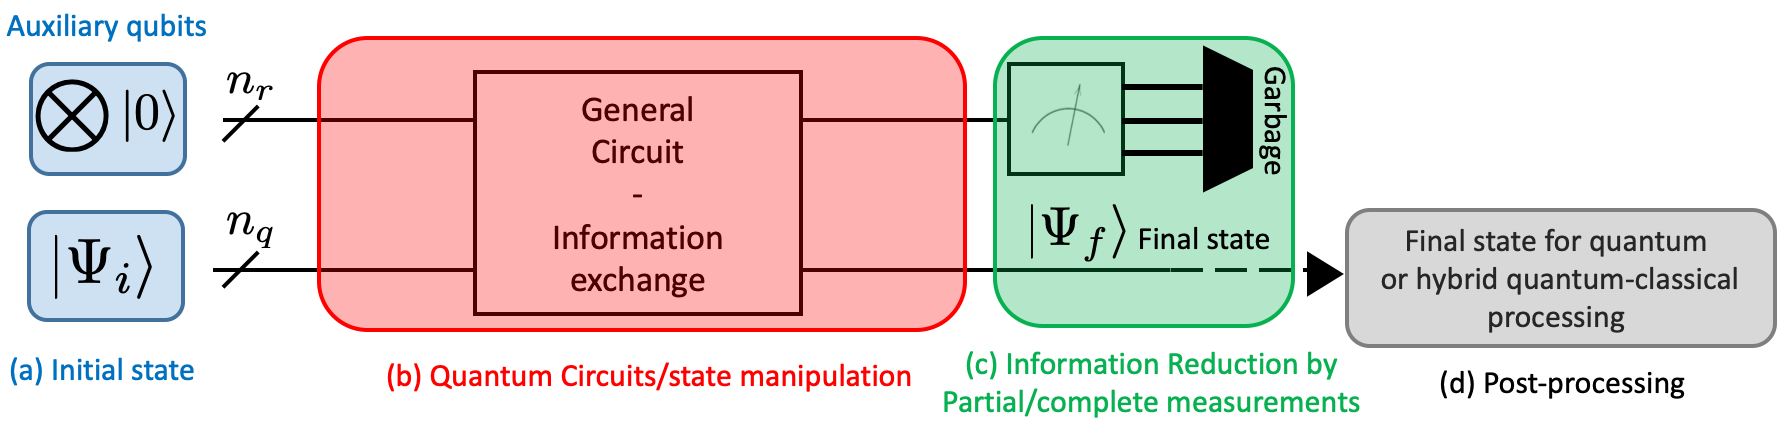 Auxiliary qubits
⨂ |0⟩
n_r
|Ψ_i⟩
n_q
(a) Initial state
General
Circuit
-
Information
exchange
(b) Quantum Circuits/state manipulation
Garbage
|Ψ_f⟩ Final state
(c) Information Reduction by
Partial/complete measurements
Final state for quantum
or hybrid quantum-classical
processing
(d) Post-processing